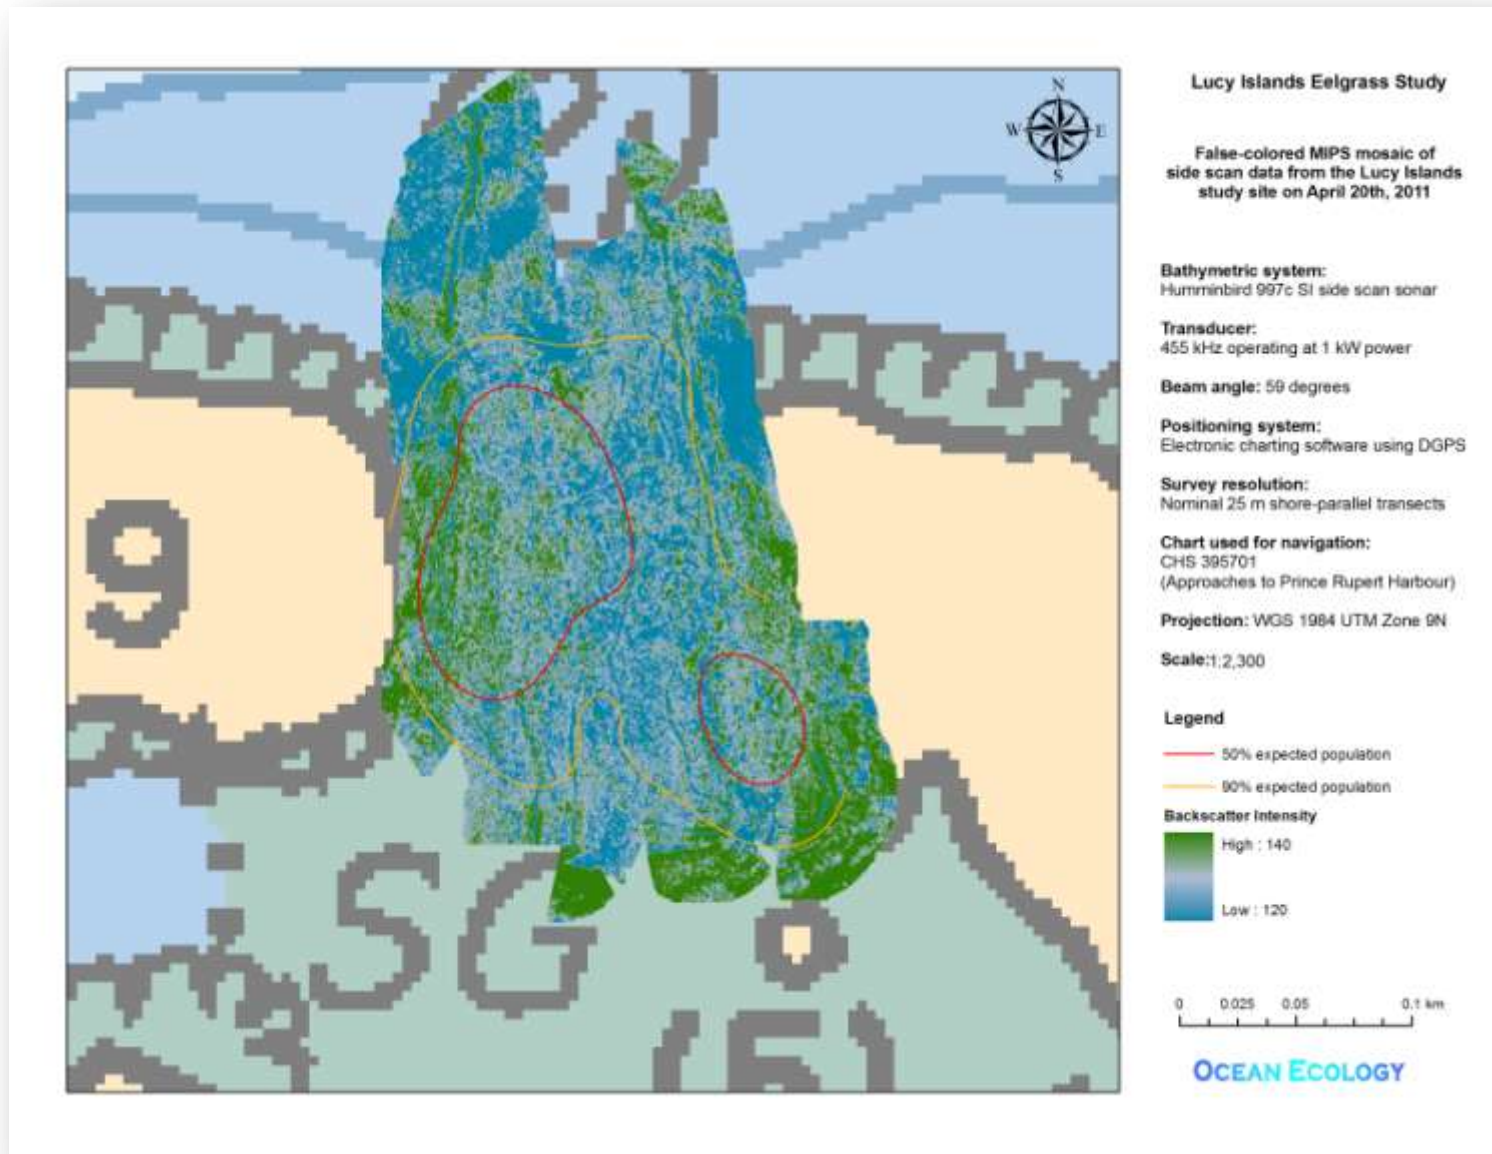 N
W E
S
9
SG
(5)
Lucy Islands Eelgrass Study
False-colored MIPS mosaic of
side scan data from the Lucy Islands
study site on April 20th, 2011
Bathymetric system:
Humminbird 997c SI side scan sonar
Transducer:
455 kHz operating at 1 kW power
Beam angle: 59 degrees
Positioning system:
Electronic charting software using DGPS
Survey resolution:
Nominal 25 m shore-parallel transects
Chart used for navigation:
CHS 395701
(Approaches to Prince Rupert Harbour)
Projection: WGS 1984 UTM Zone 9N
Scale:1:2,300
Legend
50% expected population
90% expected population
Backscatter Intensity
High : 140
Low : 120
0 0.025 0.05 0.1 km
OCEAN ECOLOGY